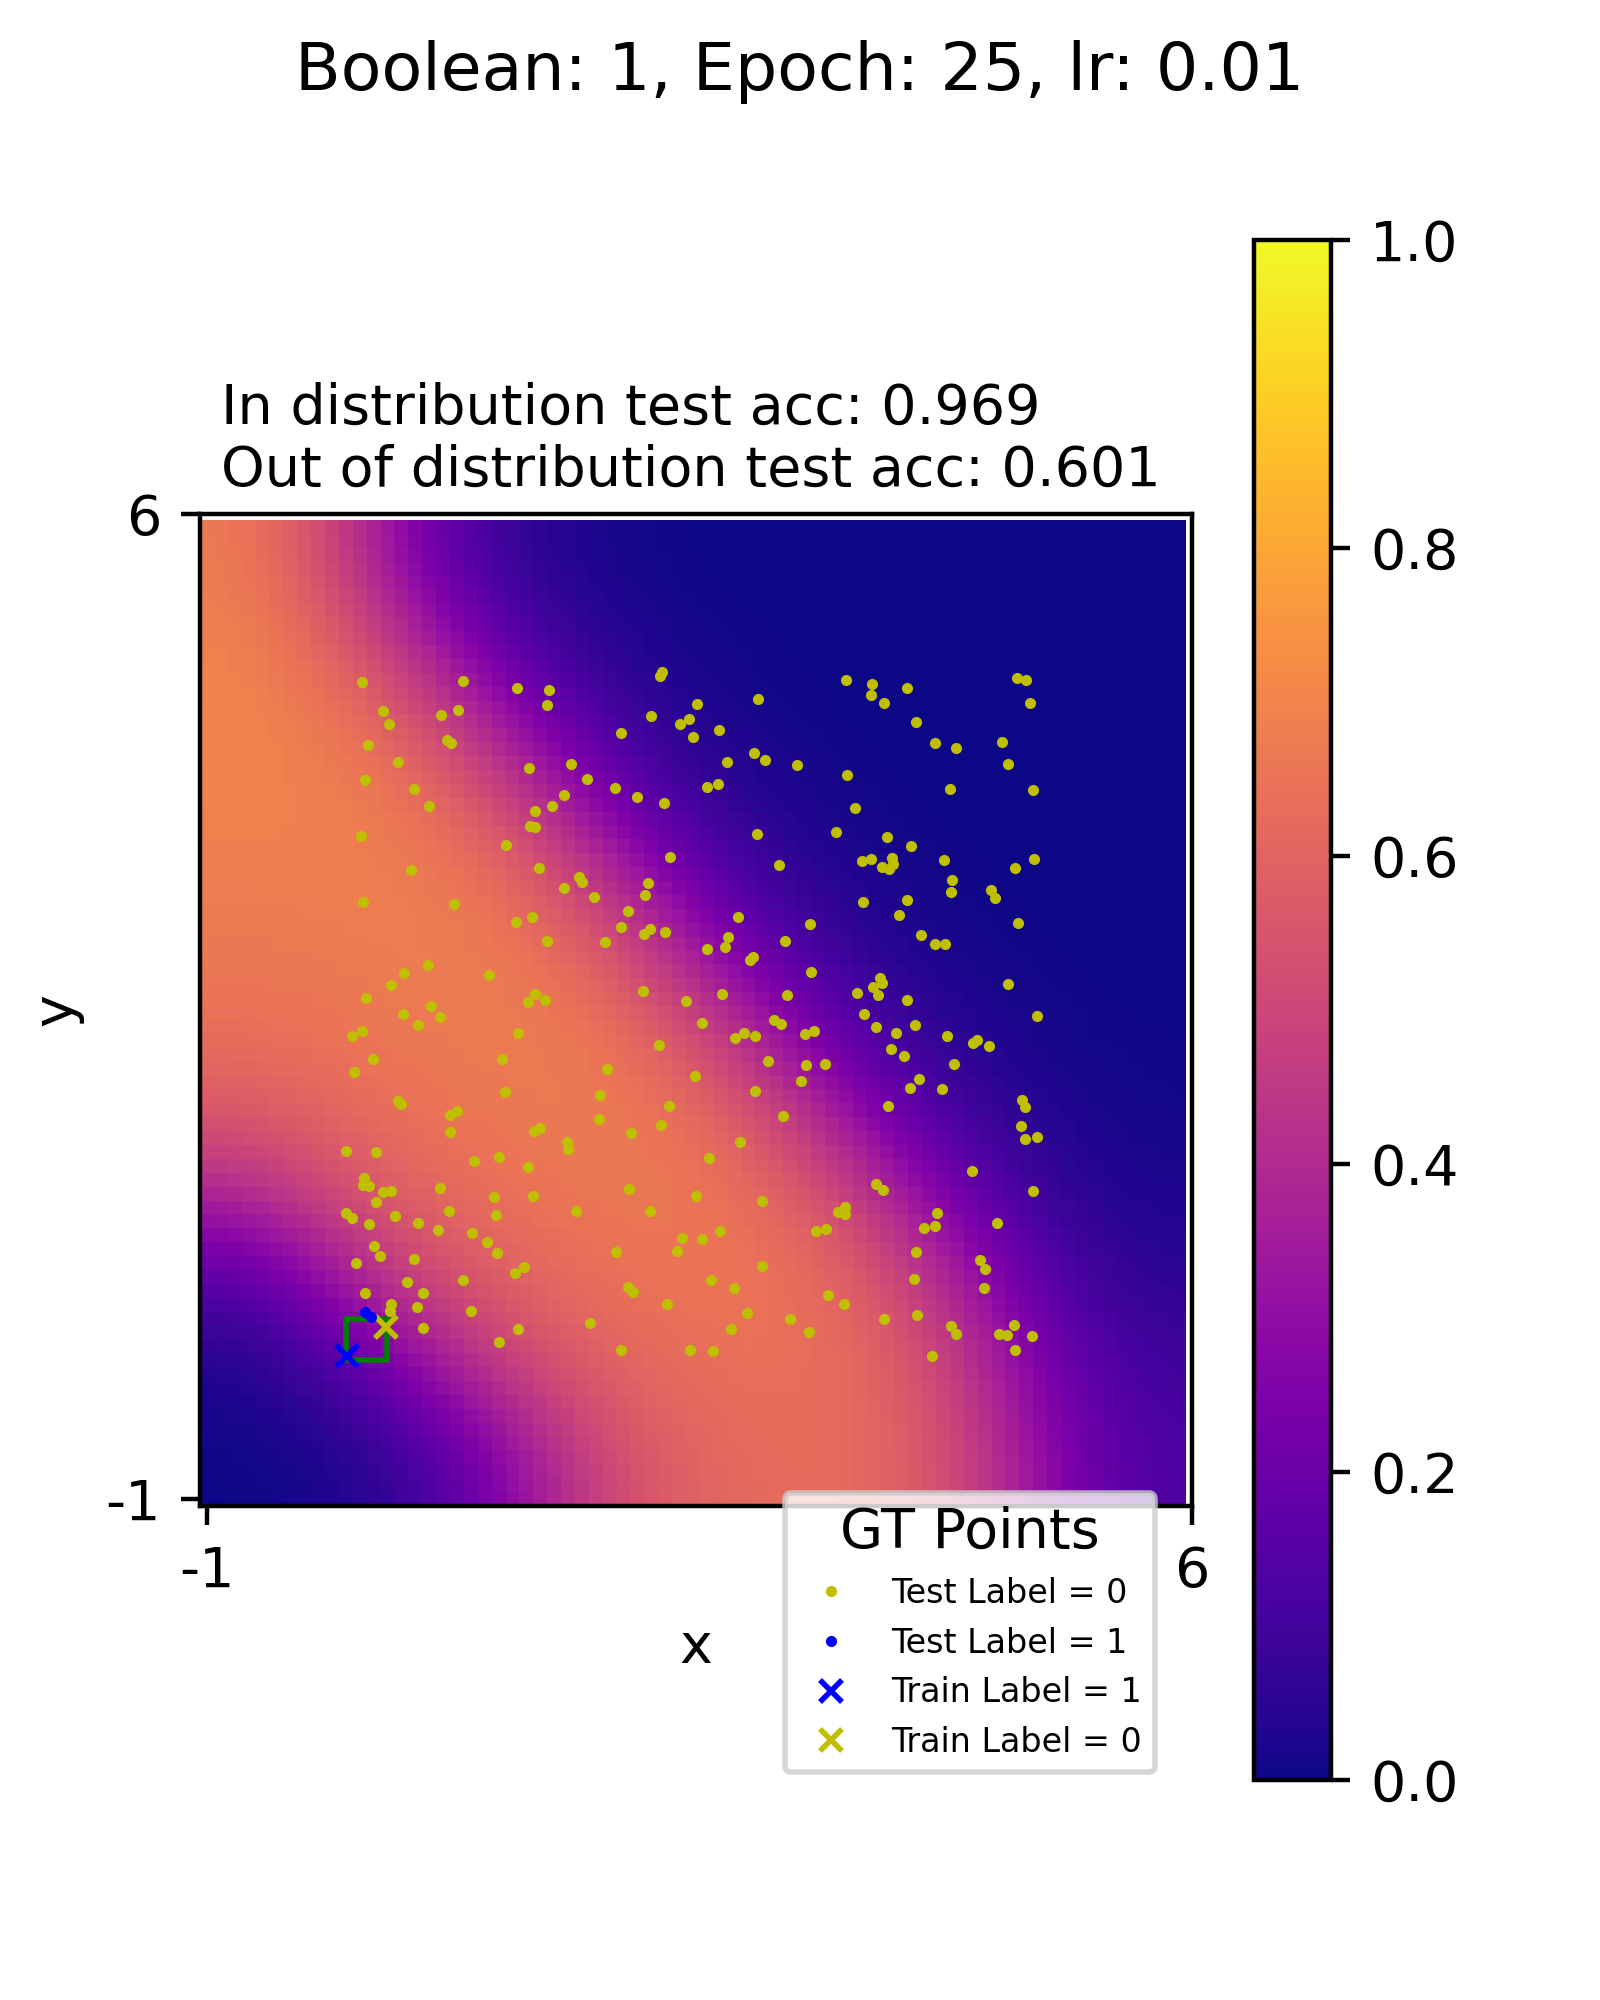 Boolean: 1, Epoch: 25, lr: 0.01
In distribution test acc: 0.969
Out of distribution test acc: 0.601
6
y
-1
-1
6
x
GT Points
Test Label = 0
Test Label = 1
Train Label = 1
Train Label = 0
1.0
0.8
0.6
0.4
0.2
0.0